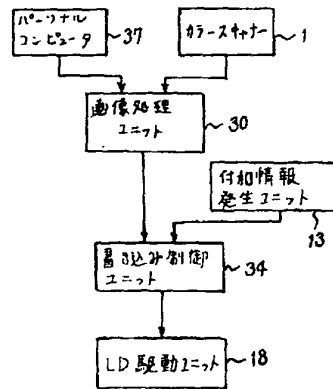 パーソナル
コンピュータ
37
カラースキャナー
1
画像処理
ユニット
30
付加情報
発生ユニット
13
書き込み制御
ユニット
34
LD駆動ユニット
18